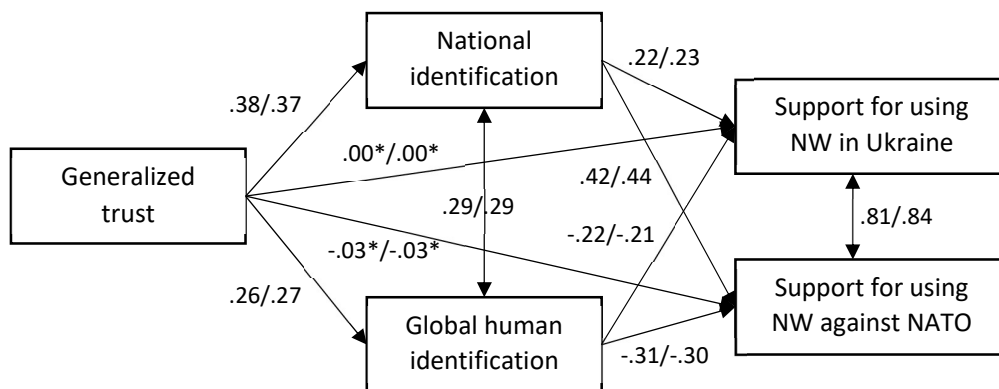 National
identification
.22/.23
.38/.37
Support for using
NW in Ukraine
.00*/.00*
Generalized
trust
.42/.44
.29/.29
.81/.84
-.22/-.21
-.03*/-.03*
.26/.27
Support for using
NW against NATO
Global human
identification
-.31/-.30